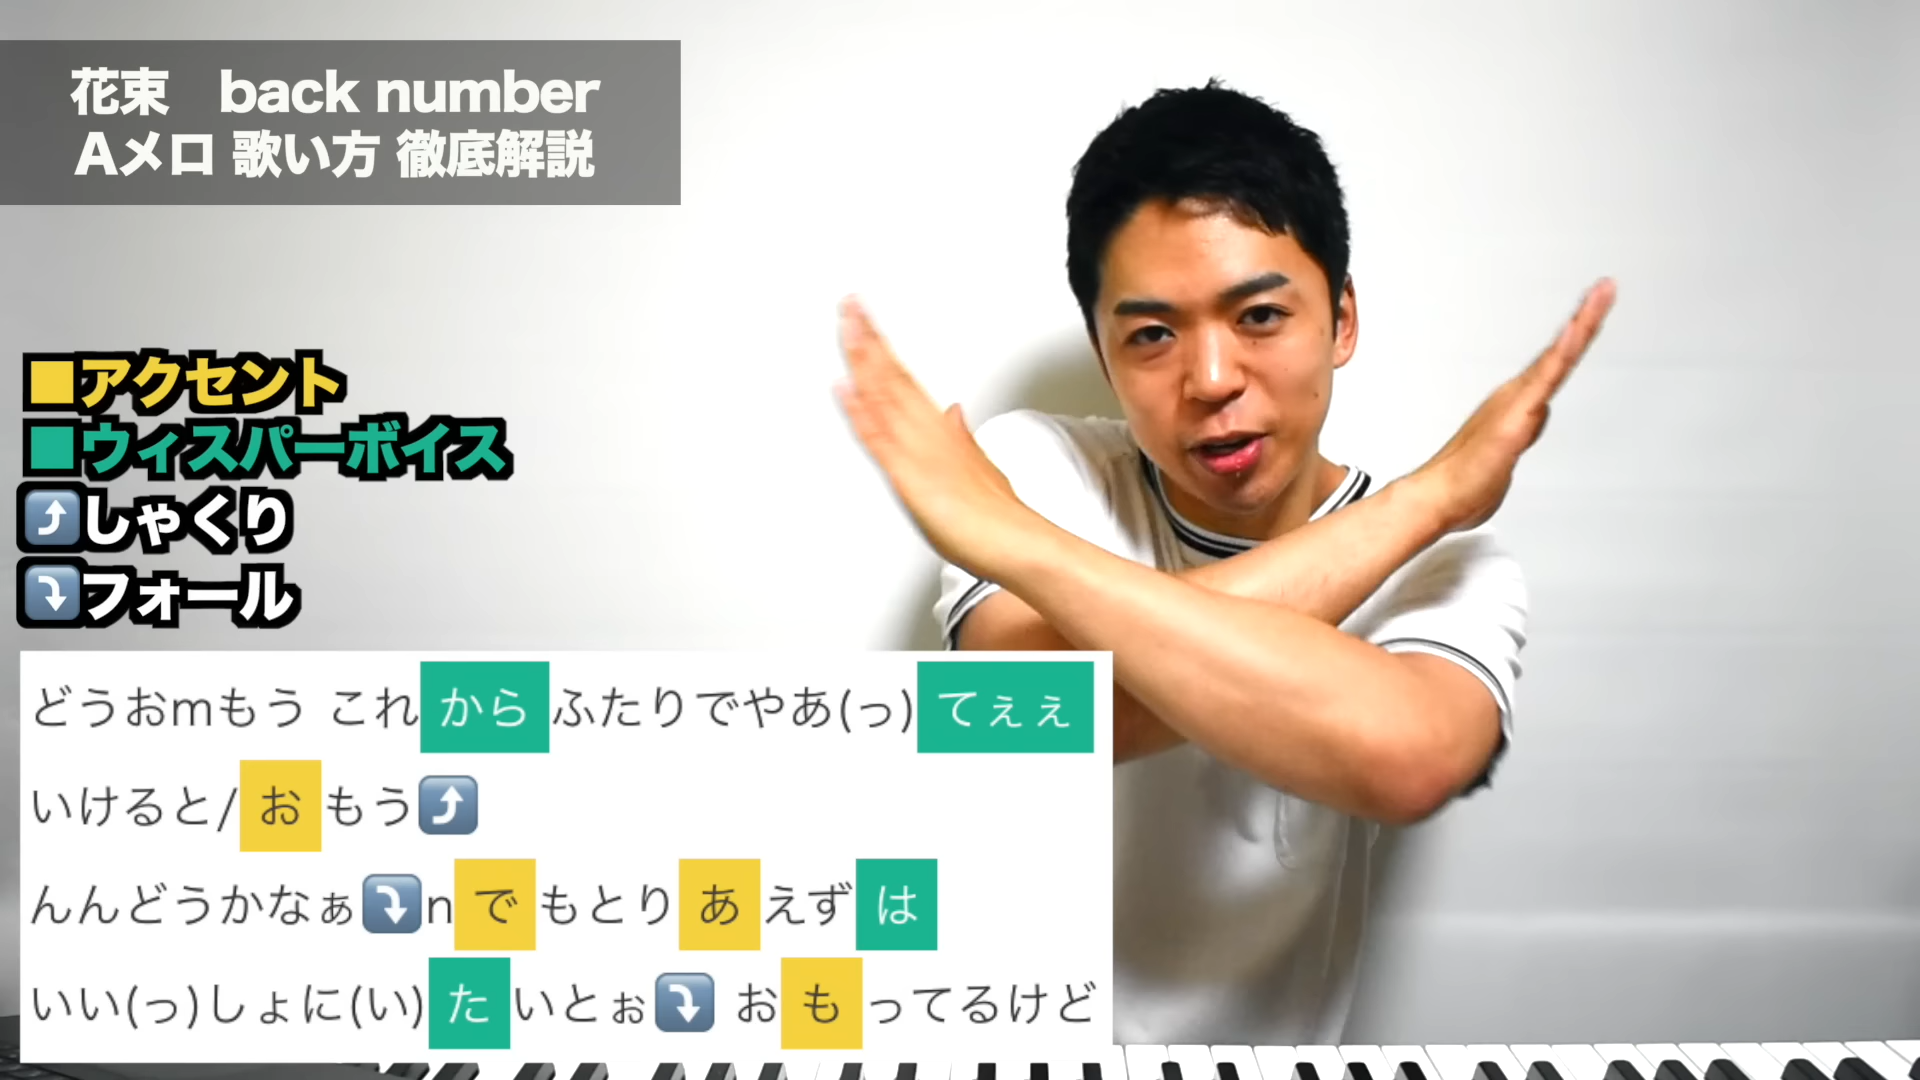 花束　back number
Aメロ 歌い方 徹底解説
■アクセント
■ウィスパーボイス
⤴️しゃくり
⤵️フォール
どうおmもう これ から ふたりでやあ(っ) てぇぇ
いけると/ お もう⤴️
んんどうかなぁ⤵️n で もとり あ えず は
いい(っ)しょに(い) た いとぉ⤵️ お も ってるけど